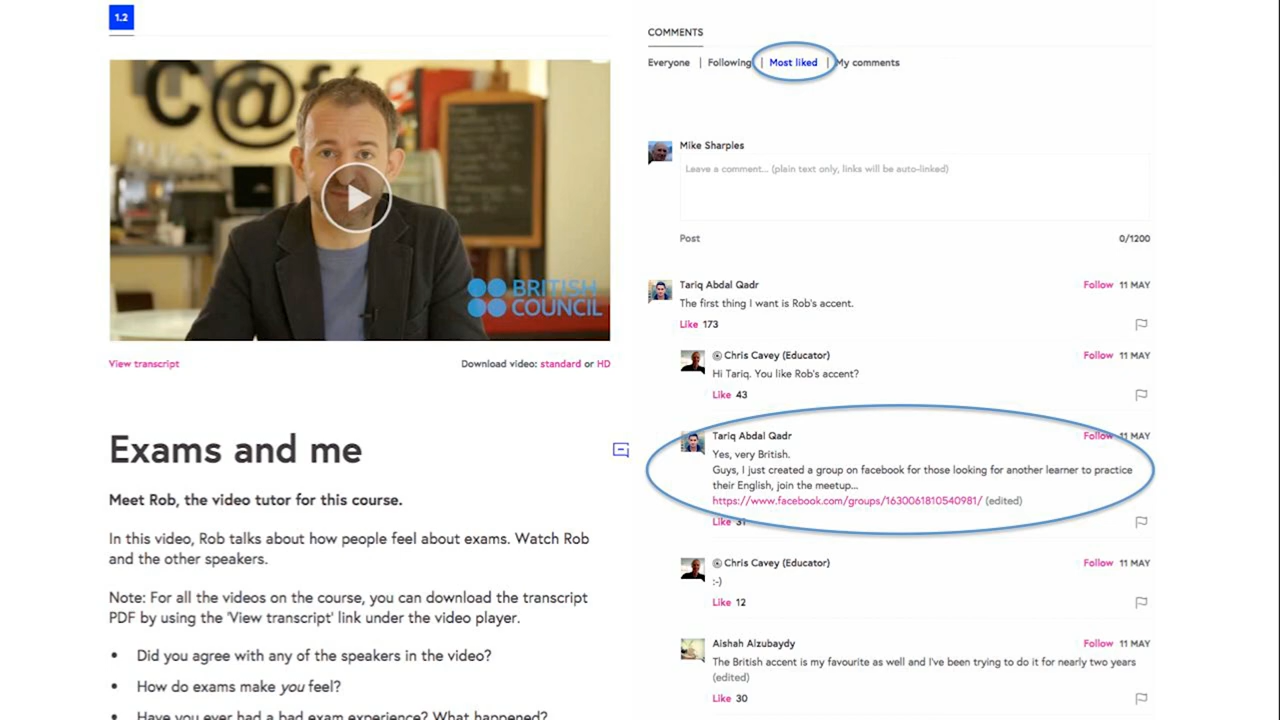 1.2
C@f
BRITISH
COUNCIL
View transcript
Download video: standard or HD
Exams and me
Meet Rob, the video tutor for this course.
In this video, Rob talks about how people feel about exams. Watch Rob
and the other speakers.
Note: For all the videos on the course, you can download the transcript
PDF by using the 'View transcript' link under the video player.
• Did you agree with any of the speakers in the video?
• How do exams make you feel?
• Have you ever had a bad exam experience? What happened?
COMMENTS
Everyone | Following | Most liked | My comments
Mike Sharples
Leave a comment... (plain text only, links will be auto-linked)
Post 0/1200
Tariq Abdal Qadr Follow 11 MAY
The first thing I want is Rob's accent.
Like 173
Chris Cavey (Educator) Follow 11 MAY
Hi Tariq. You like Rob's accent?
Like 43
Tariq Abdal Qadr Follow 11 MAY
Yes, very British.
Guys, I just created a group on facebook for those looking for another learner to practice
their English, join the meetup...
https://www.facebook.com/groups/1630061810540981/ (edited)
Like 31
Chris Cavey (Educator) Follow 11 MAY
:-)
Like 12
Aishah Alzubaydy Follow 11 MAY
The British accent is my favourite as well and I've been trying to do it for nearly two years
(edited)
Like 30